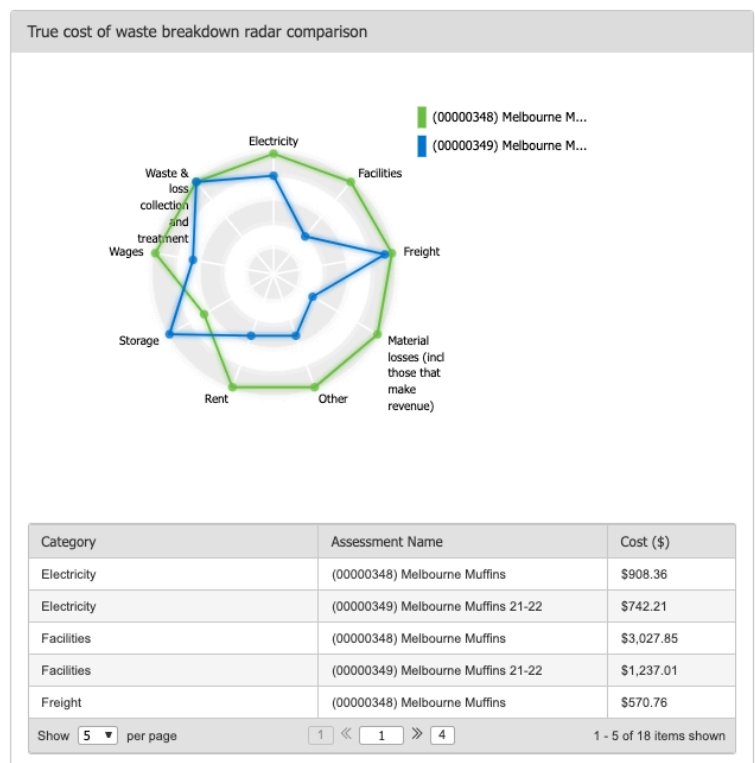 True cost of waste breakdown radar comparison
(00000348) Melbourne M...
(00000349) Melbourne M...
Electricity
Facilities
Freight
Material
losses (incl
those that
make
revenue)
Other
Rent
Storage
Wages
Waste &
loss
collection
and
treatment
Category Assessment Name Cost ($)
Electricity (00000348) Melbourne Muffins $908.36
Electricity (00000349) Melbourne Muffins 21-22 $742.21
Facilities (00000348) Melbourne Muffins $3,027.85
Facilities (00000349) Melbourne Muffins 21-22 $1,237.01
Freight (00000348) Melbourne Muffins $570.76
Show 5 per page 1 1 4 1 - 5 of 18 items shown